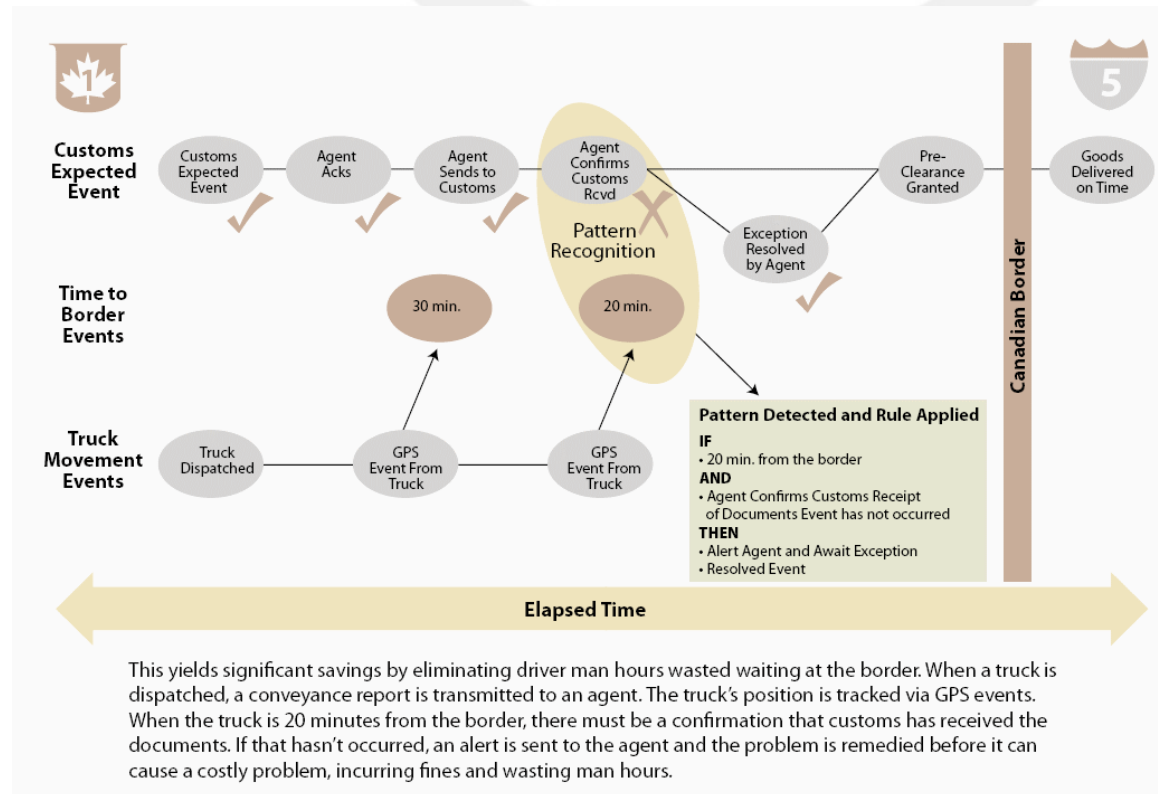 1
5
Customs
Expected
Event
Customs
Expected
Event
Agent
Acks
Agent
Sends to
Customs
Agent
Confirms
Customs
Rcvd
Pre-
Clearance
Granted
Goods
Delivered
on Time
Pattern
Recognition
Exception
Resolved
by Agent
Time to
Border
Events
30 min.
20 min.
Canadian Border
Truck
Movement
Events
Truck
Dispatched
GPS
Event From
Truck
GPS
Event From
Truck
Pattern Detected and Rule Applied
IF
• 20 min. from the border
AND
• Agent Confirms Customs Receipt
of Documents Event has not occurred
THEN
• Alert Agent and Await Exception
• Resolved Event
Elapsed Time
This yields significant savings by eliminating driver man hours wasted waiting at the border. When a truck is
dispatched, a conveyance report is transmitted to an agent. The truck's position is tracked via GPS events.
When the truck is 20 minutes from the border, there must be a confirmation that customs has received the
documents. If that hasn't occurred, an alert is sent to the agent and the problem is remedied before it can
cause a costly problem, incurring fines and wasting man hours.